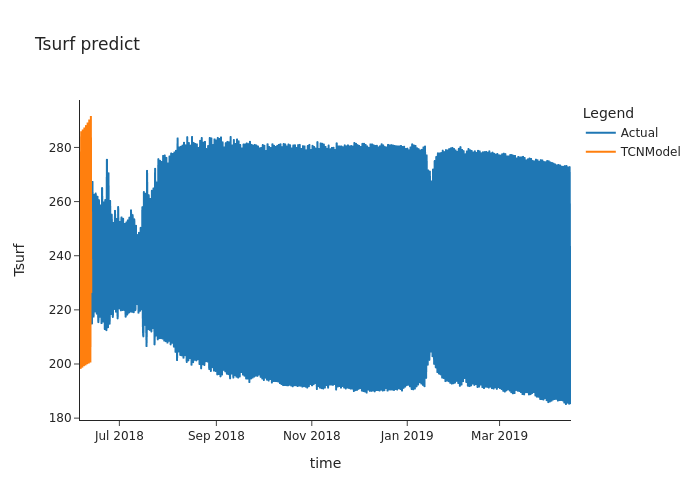 Tsurf predict
Legend
Actual
TCNModel
280
260
240
220
200
180
Tsurf
Jul 2018
Sep 2018
Nov 2018
Jan 2019
Mar 2019
time